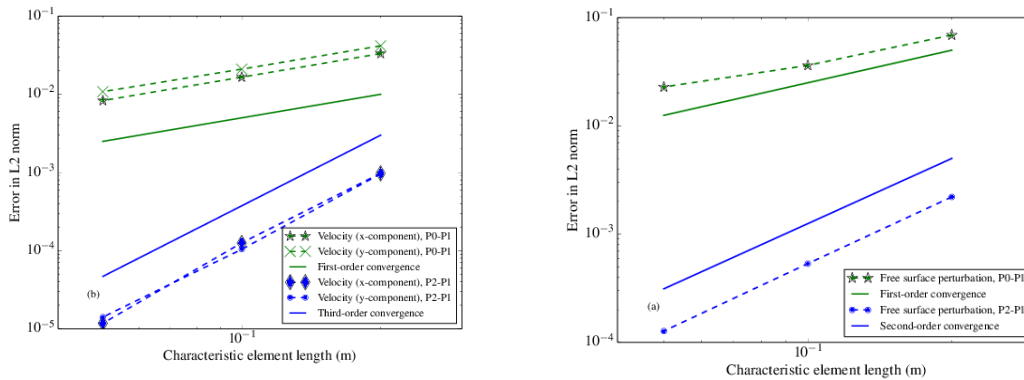 10⁻¹
10⁻²
10⁻³
10⁻⁴
10⁻⁵
Error in L2 norm
(b)
Velocity (x-component), P0-P1
Velocity (y-component), P0-P1
First-order convergence
Velocity (x-component), P2-P1
Velocity (y-component), P2-P1
Third-order convergence
10⁻¹
Characteristic element length (m)
10⁻¹
10⁻²
10⁻³
10⁻⁴
Error in L2 norm
(a)
Free surface perturbation, P0-P1
First-order convergence
Free surface perturbation, P2-P1
Second-order convergence
10⁻¹
Characteristic element length (m)